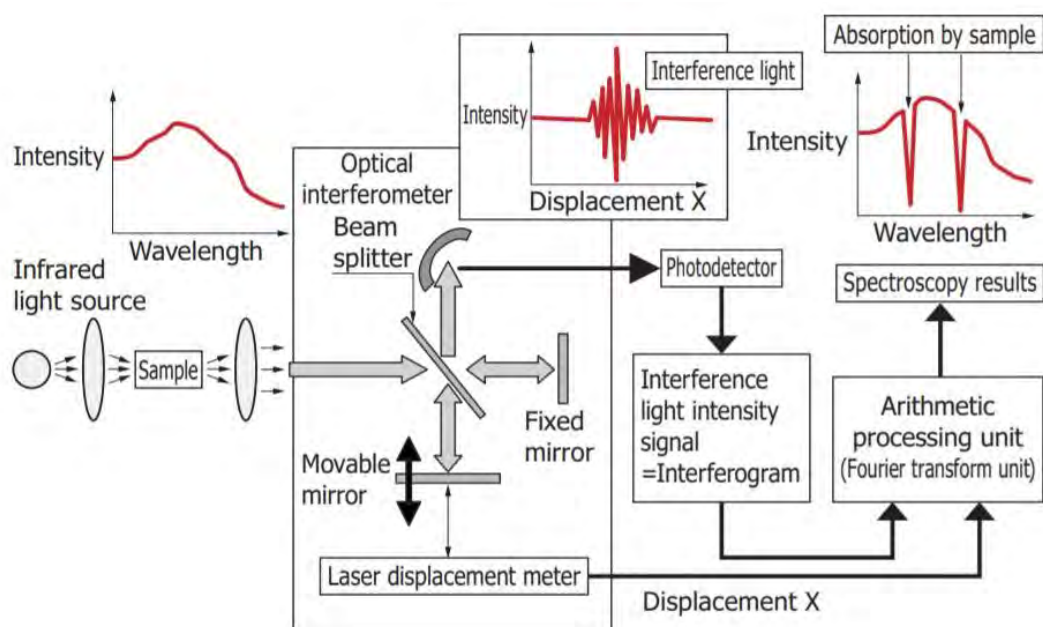 Intensity
Wavelength
Infrared
light source
Sample
Optical
interferometer
Beam
splitter
Intensity
Interference light
Displacement X
Absorption by sample
Intensity
Wavelength
Photodetector
Spectroscopy results
Fixed
mirror
Movable
mirror
Interference
light intensity
signal
=Interferogram
Arithmetic
processing unit
(Fourier transform unit)
Laser displacement meter
Displacement X